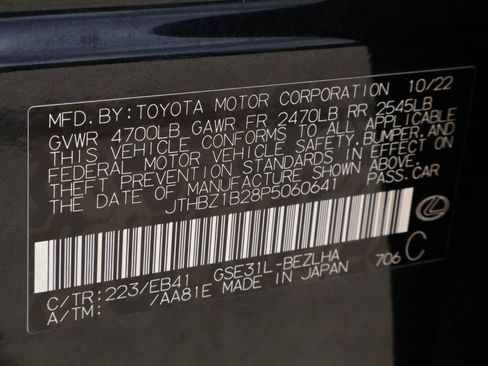 MFD. BY: TOYOTA MOTOR CORPORATION 10/22
GVWR 4700LB GAWR FR 2470LB RR 2545LB
THIS VEHICLE CONFORMS TO ALL APPLICABLE
FEDERAL MOTOR VEHICLE SAFETY, BUMPER, AND
THEFT PREVENTION STANDARDS IN EFFECT ON
THE DATE OF MANUFACTURE SHOWN ABOVE.
JTHBZ1B28P5060641 PASS. CAR
C/TR: 223/EB41 GSE31L-BEZLHA 706 C
A/TM: /AA81E MADE IN JAPAN